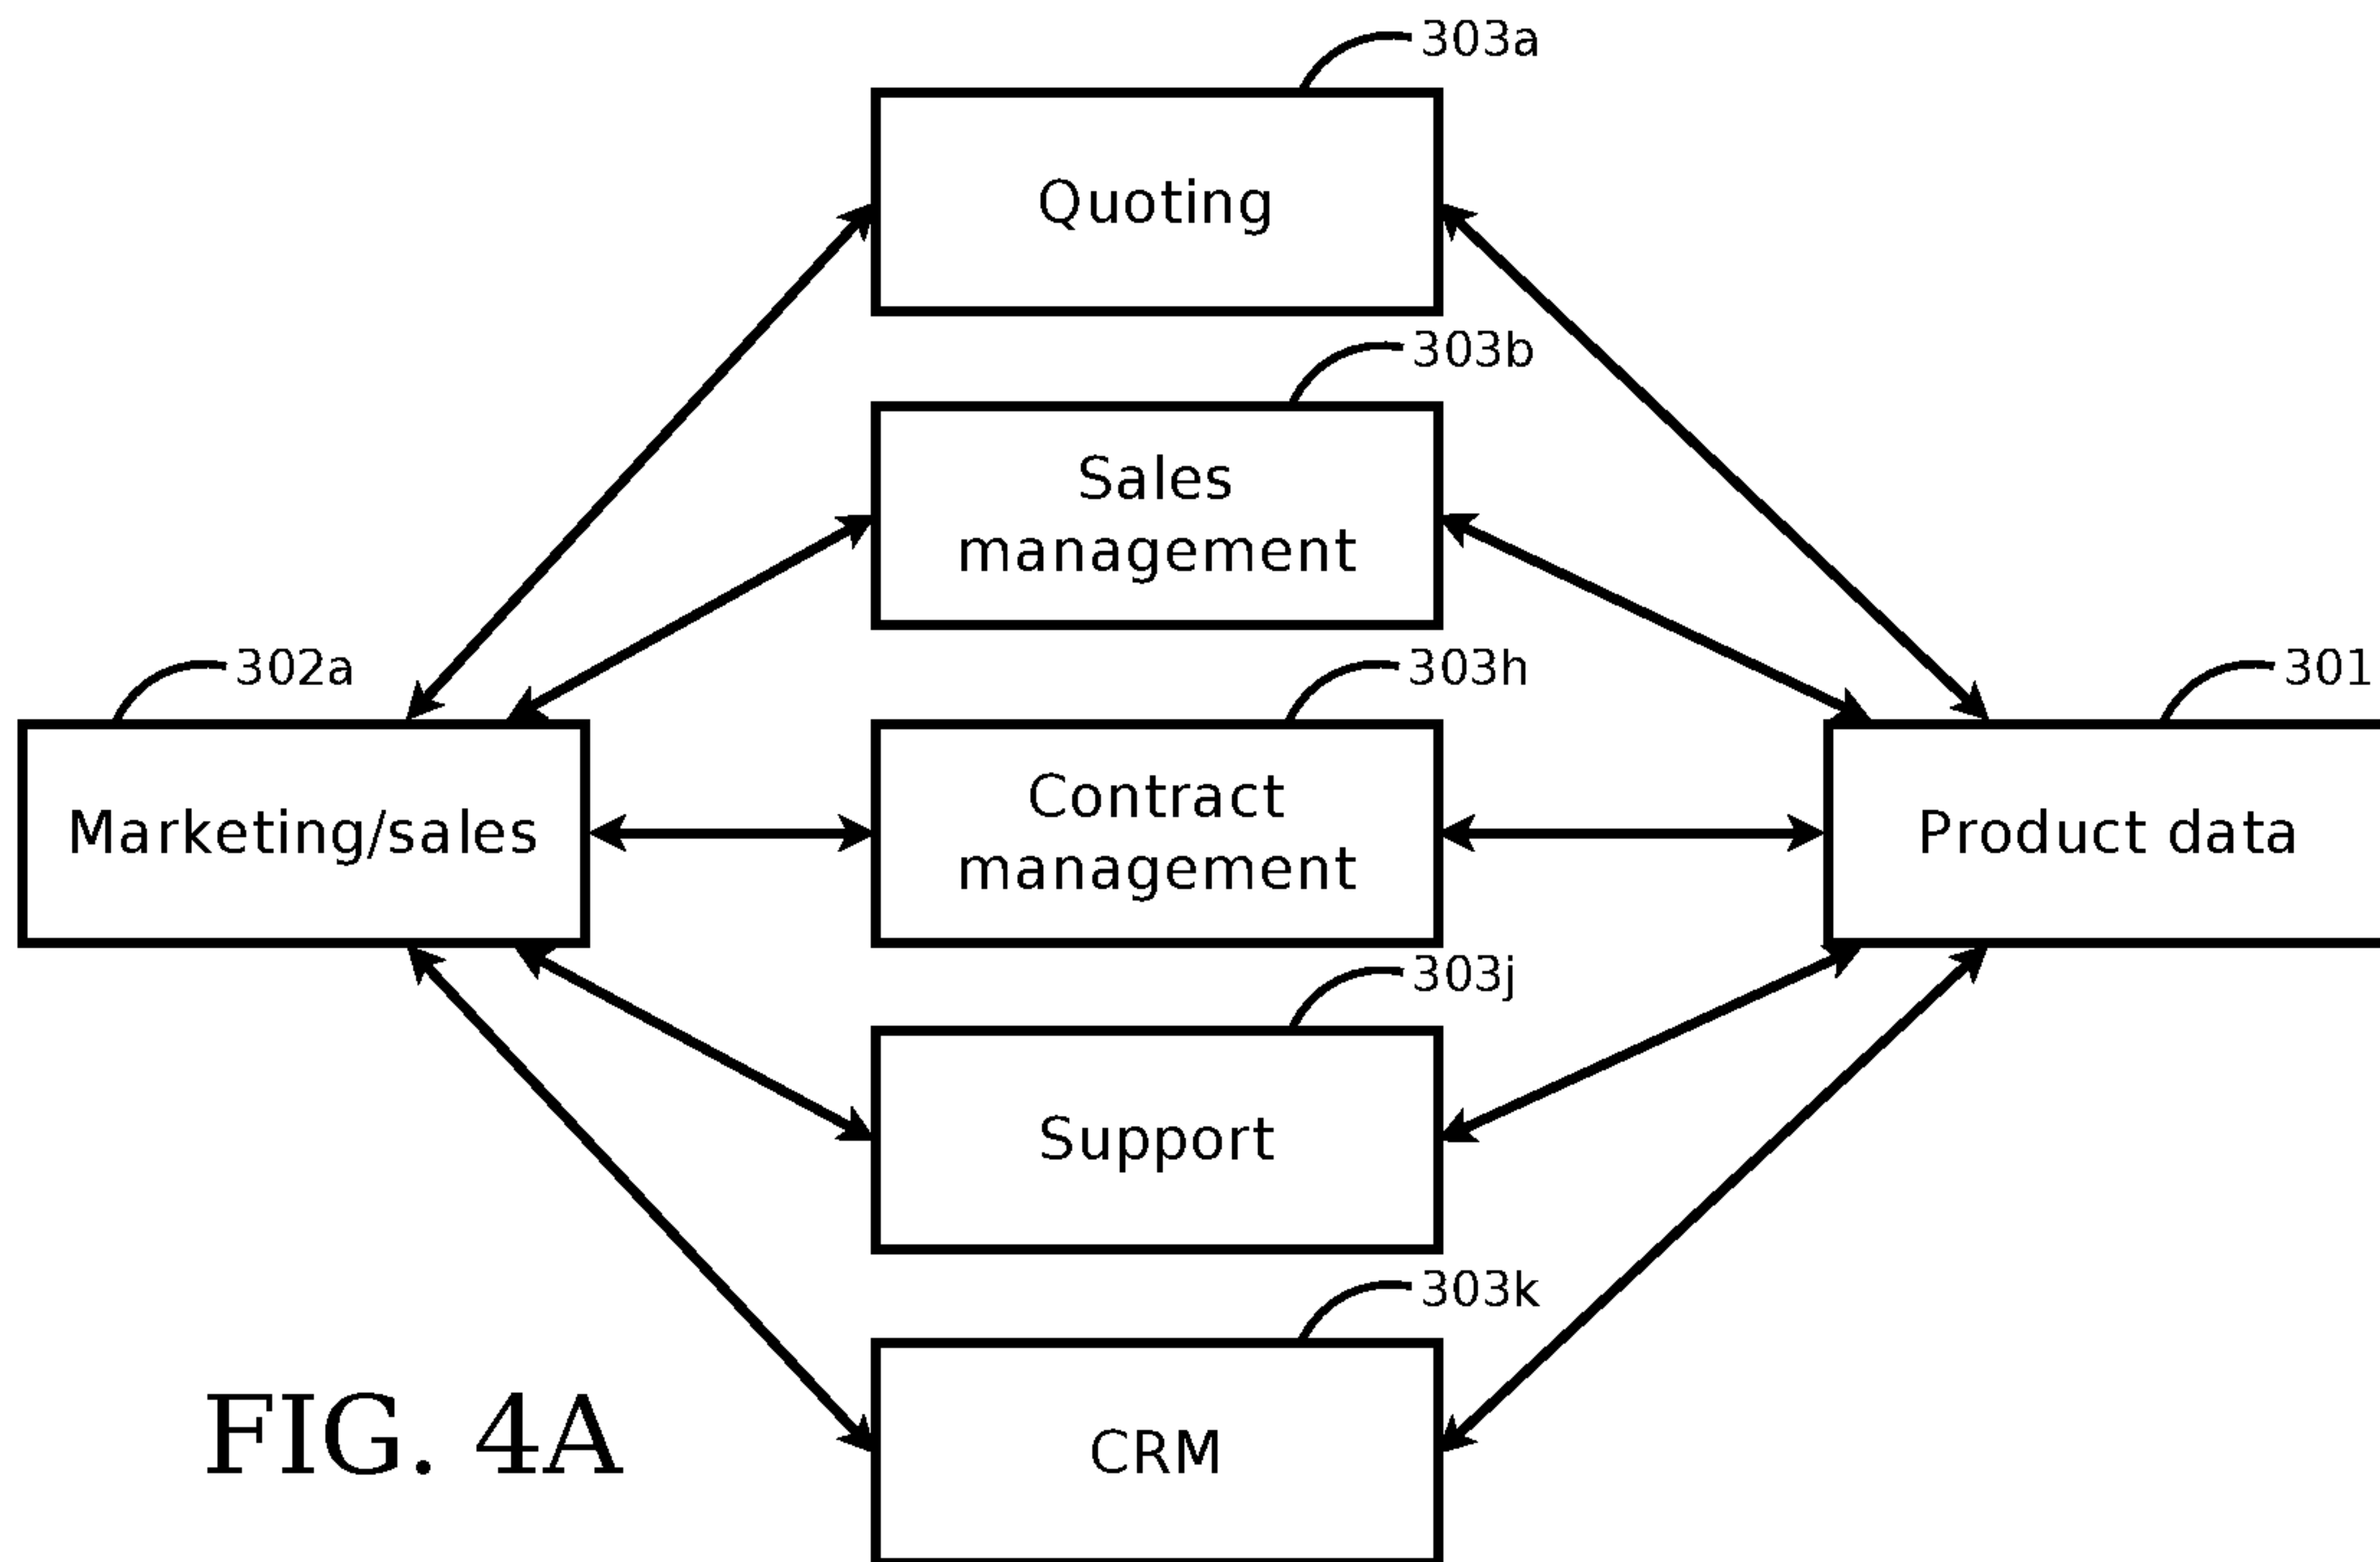 303a
Quoting
303b
Sales
management
302a
303h
301
Marketing/sales
Contract
management
Product data
303j
Support
303k
CRM
FIG. 4A